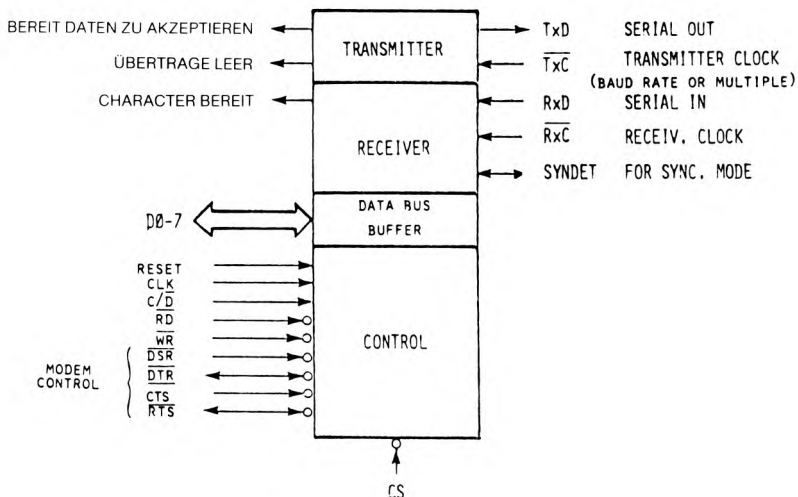 BEREIT DATEN ZU AKZEPTIEREN
ÜBERTRAGE LEER
CHARACTER BEREIT
TRANSMITTER
RECEIVER
DATA BUS
BUFFER
CONTROL
TxD SERIAL OUT
TxC TRANSMITTER CLOCK
(BAUD RATE OR MULTIPLE)
RxD SERIAL IN
RxC RECEIV. CLOCK
SYNDET FOR SYNC. MODE
DØ-7
RESET
CLK
C/D
RD
WR
MODEM
CONTROL
DSR
DTR
CTS
RTS
CS